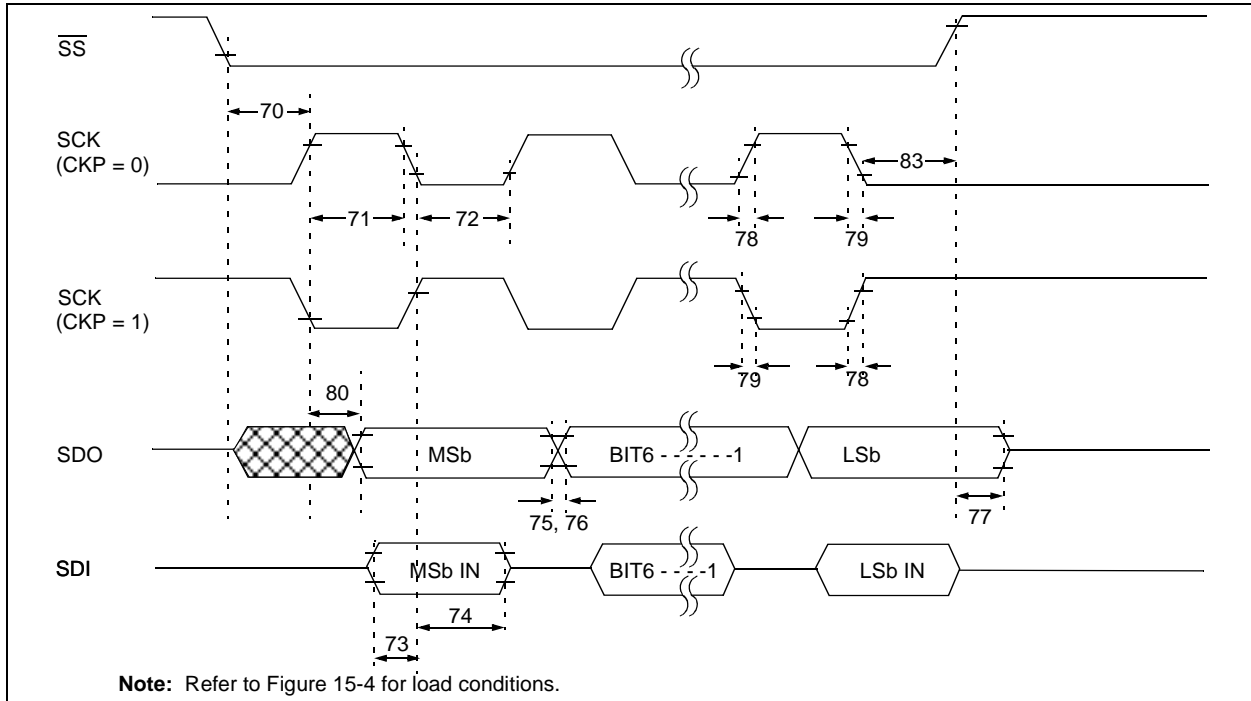 SS
70
SCK
(CKP = 0)
83
71
72
78
79
SCK
(CKP = 1)
79
78
80
SDO
MSb
BIT6 - - - - - -1
LSb
75, 76
77
SDI
MSb IN
BIT6 - - - -1
LSb IN
74
73
Note: Refer to Figure 15-4 for load conditions.